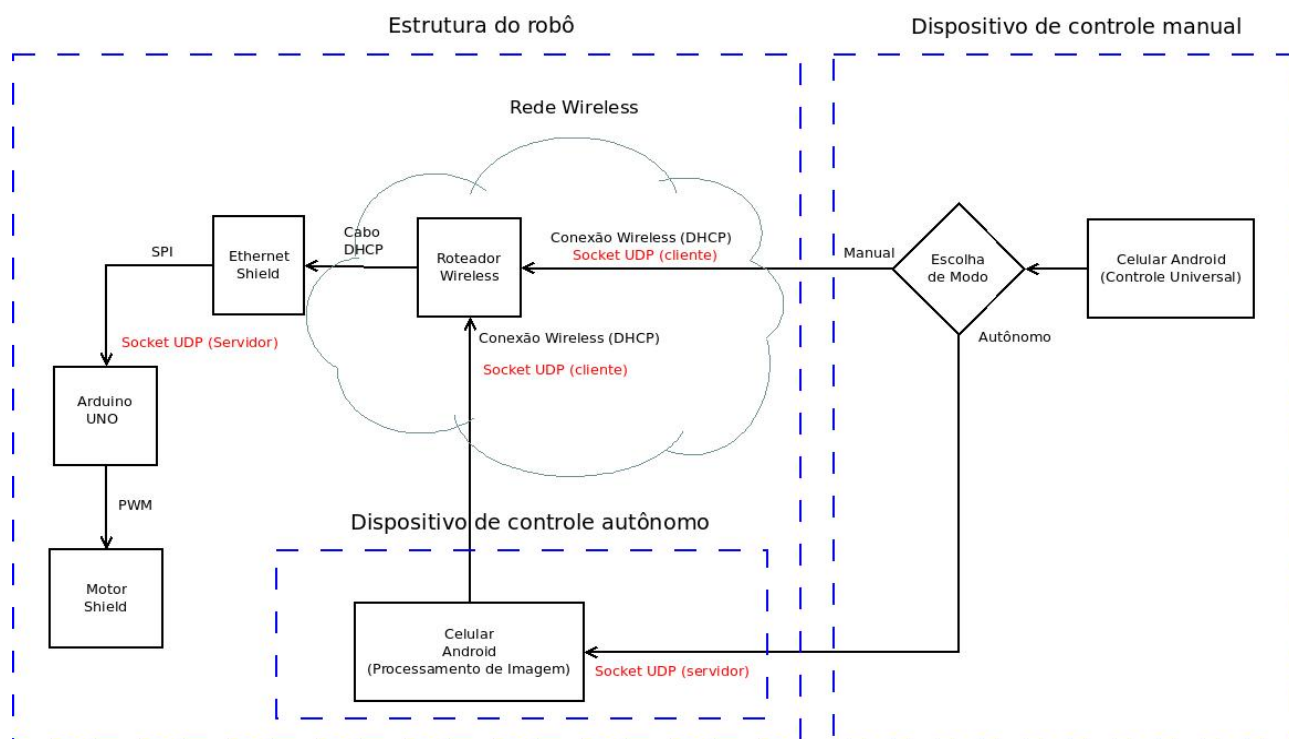 Estrutura do robô
Dispositivo de controle manual
Rede Wireless
SPI
Ethernet
Shield
Cabo
DHCP
Roteador
Wireless
Conexão Wireless (DHCP)
Socket UDP (cliente)
Manual
Escolha
de Modo
Celular Android
(Controle Universal)
Autônomo
Conexão Wireless (DHCP)
Socket UDP (cliente)
Socket UDP (Servidor)
Arduino
UNO
PWM
Motor
Shield
Dispositivo de controle autônomo
Celular
Android
(Processamento de Imagem)
Socket UDP (servidor)